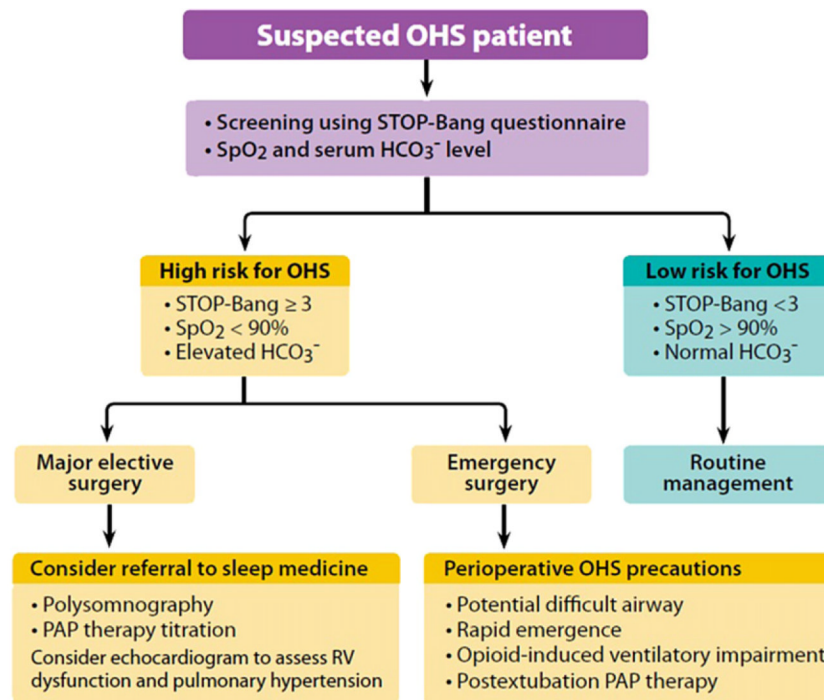 Suspected OHS patient
• Screening using STOP-Bang questionnaire
• SpO₂ and serum HCO₃⁻ level
High risk for OHS
• STOP-Bang ≥ 3
• SpO₂ < 90%
• Elevated HCO₃⁻
Low risk for OHS
• STOP-Bang <3
• SpO₂ > 90%
• Normal HCO₃⁻
Major elective
surgery
Emergency
surgery
Routine
management
Consider referral to sleep medicine
• Polysomnography
• PAP therapy titration
Consider echocardiogram to assess RV
dysfunction and pulmonary hypertension
Perioperative OHS precautions
• Potential difficult airway
• Rapid emergence
• Opioid-induced ventilatory impairment
• Postextubation PAP therapy